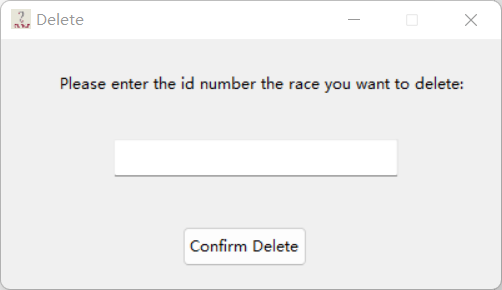 Delete
Please enter the id number the race you want to delete:
Confirm Delete